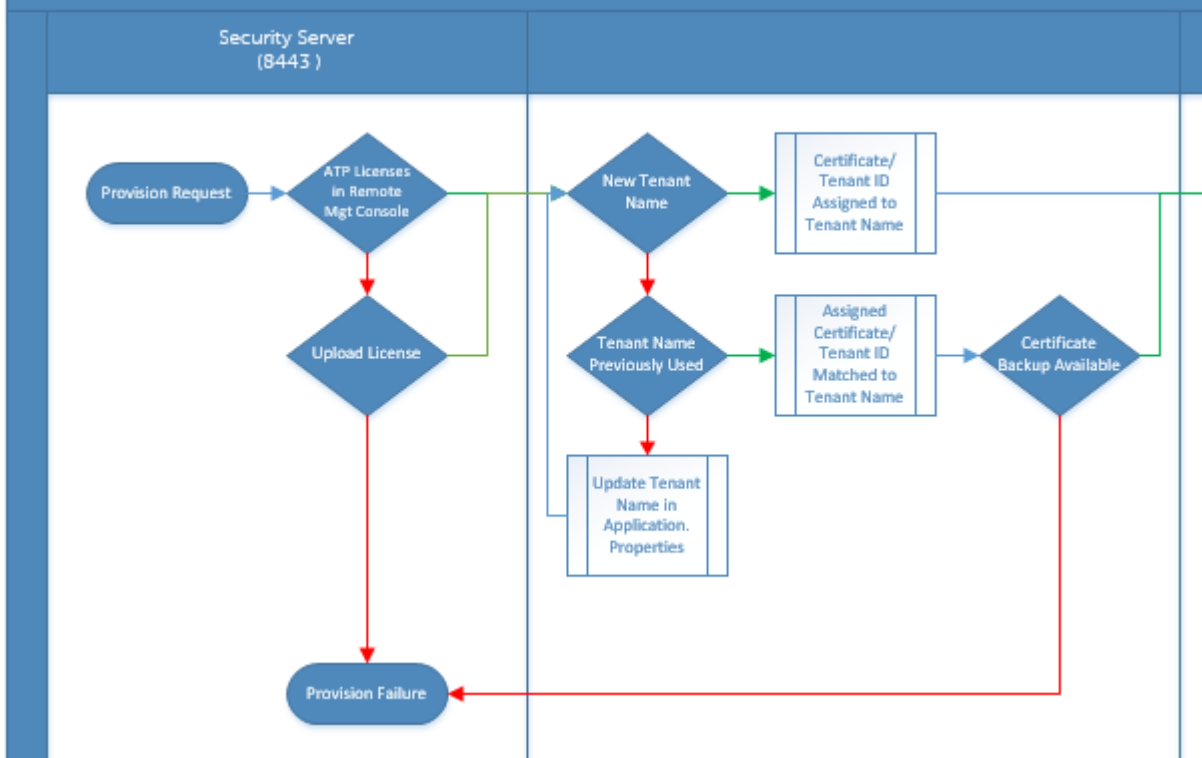 Security Server
(8443 )
Provision Request
ATP Licenses
in Remote
Mgt Console
New Tenant
Name
Certificate/
Tenant ID
Assigned to
Tenant Name
Upload License
Tenant Name
Previously Used
Assigned
Certificate/
Tenant ID
Matched to
Tenant Name
Certificate
Backup Available
Update Tenant
Name in
Application.
Properties
Provision Failure